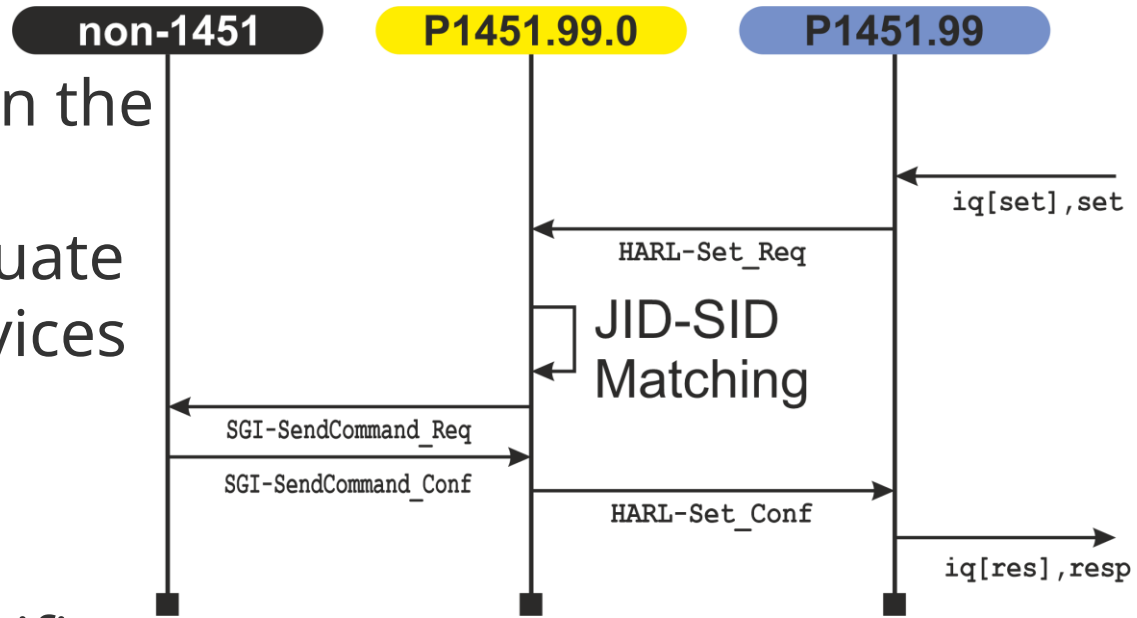 non-1451
P1451.99.0
P1451.99
n the
iq[set],set
HARL-Set_Req
uate
JID-SID
vices
Matching
SGI-SendCommand_Req
SGI-SendCommand_Conf
HARL-Set_Conf
iq[res],resp